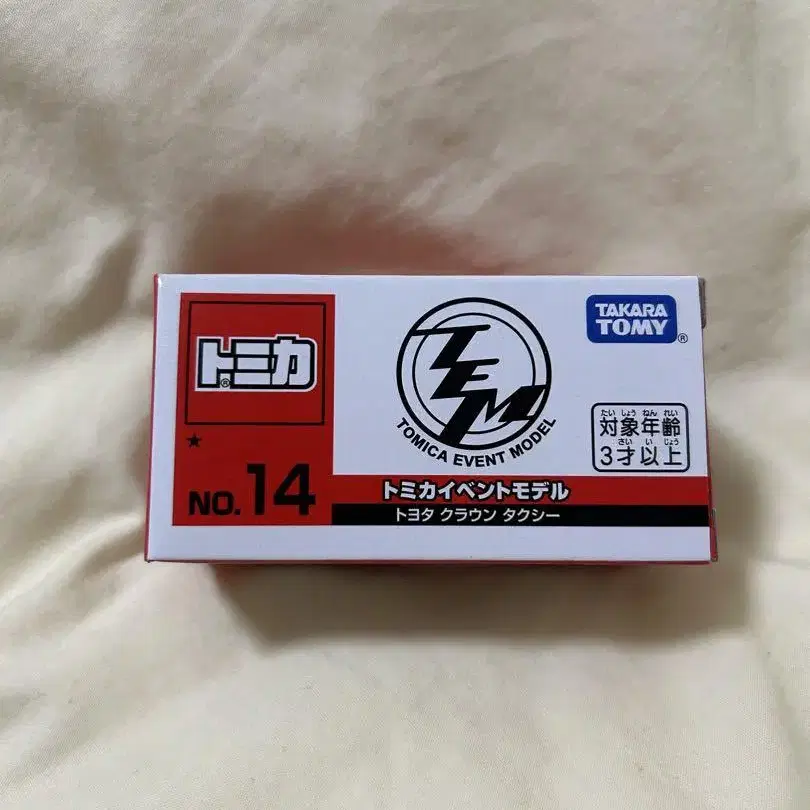 トミカ®
★
NO.14
TEM
TOMICA EVENT MODEL
トミカイベントモデル
トヨタ クラウン タクシー
TAKARA
TOMY®
たい しょう ねん れい
対象年齢
さい い じょう
3才以上